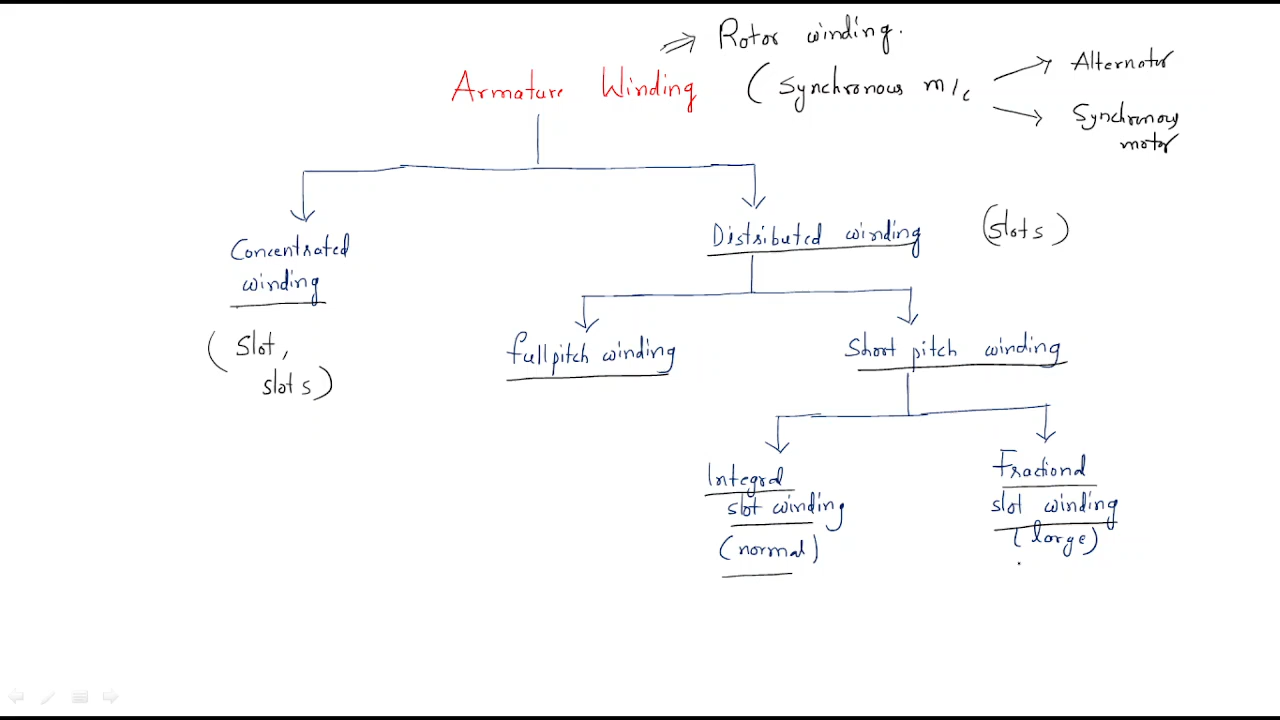 ⇒ Rotor winding.
Armature Winding (Synchronous m/c
Alternator
Synchronous
motor
Concentrated
winding
(slot,
slots)
Distributed winding (slots)
fullpitch winding
Short pitch winding
Integral
slot winding
(normal)
Fractional
slot winding
(large)